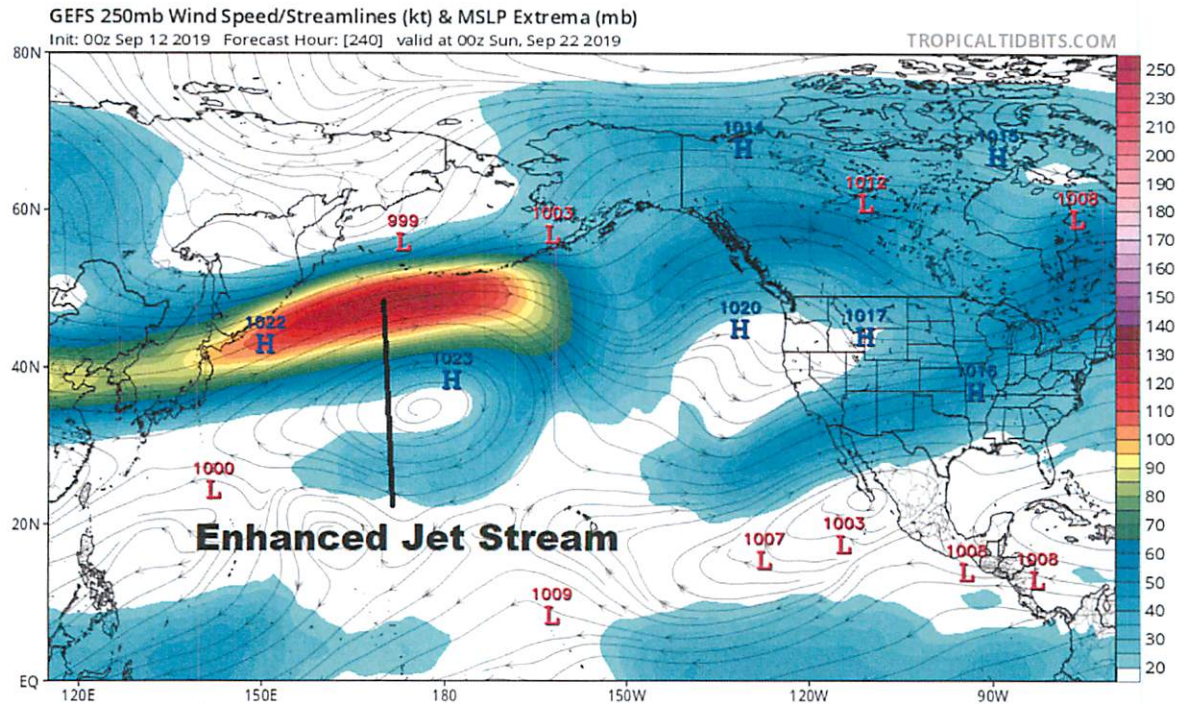 GEFS 250mb Wind Speed/Streamlines (kt) & MSLP Extrema (mb)
Init: 00z Sep 12 2019 Forecast Hour: [240] valid at 00z Sun, Sep 22 2019
TROPICALTIDBITS.COM
80N
60N
40N
20N
EQ
1014
H
1015
H
1012
L
1008
L
999
L
1003
L
1022
H
1020
H
1017
H
1023
H
1016
H
1000
L
Enhanced Jet Stream
1007
L
1003
L
1008
L
1008
L
1009
L
120E
150E
180
150W
120W
90W
250
230
210
200
190
180
170
160
150
140
130
120
110
100
90
80
70
60
50
40
30
20